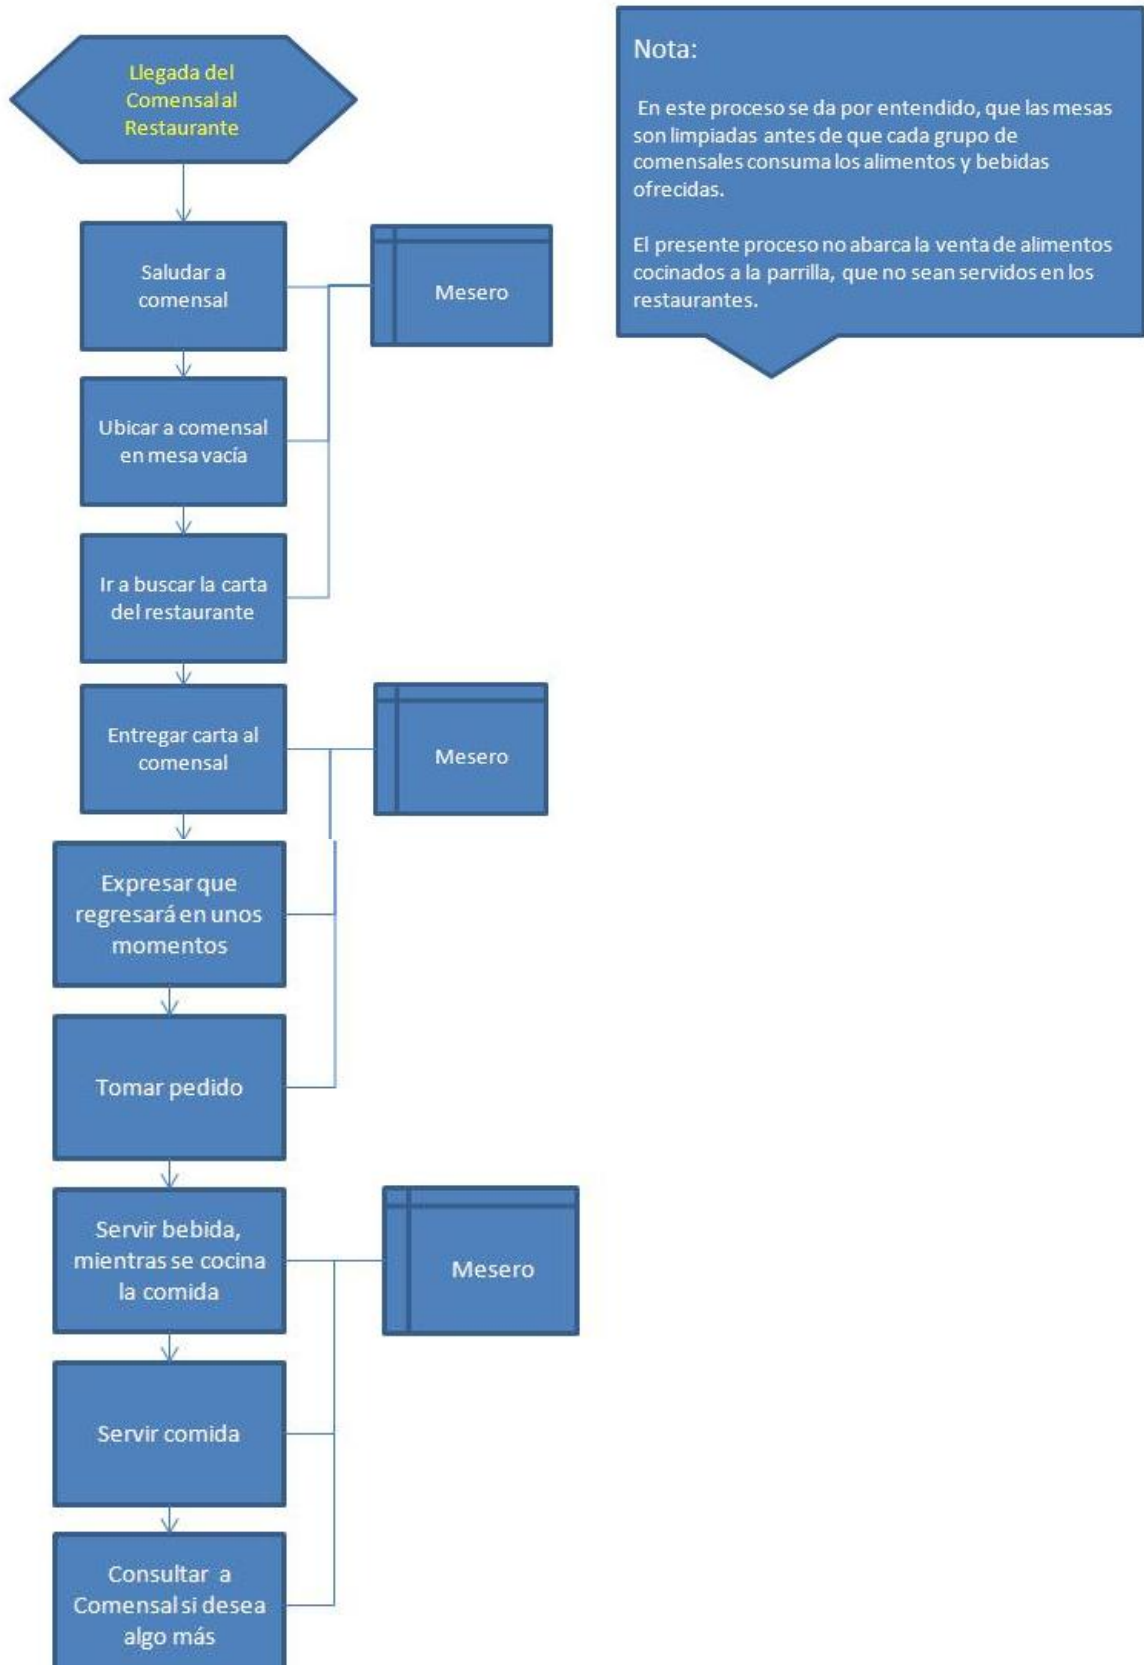 Llegada del
Comensal al
Restaurante
Nota:
En este proceso se da por entendido, que las mesas
son limpiadas antes de que cada grupo de
comensales consuma los alimentos y bebidas
ofrecidas.
El presente proceso no abarca la venta de alimentos
cocinados a la parrilla, que no sean servidos en los
restaurantes.
Saludar a
comensal
Mesero
Ubicar a comensal
en mesa vacía
Ir a buscar la carta
del restaurante
Entregar carta al
comensal
Mesero
Expresar que
regresará en unos
momentos
Tomar pedido
Servir bebida,
mientras se cocina
la comida
Mesero
Servir comida
Consultar a
Comensal si desea
algo más